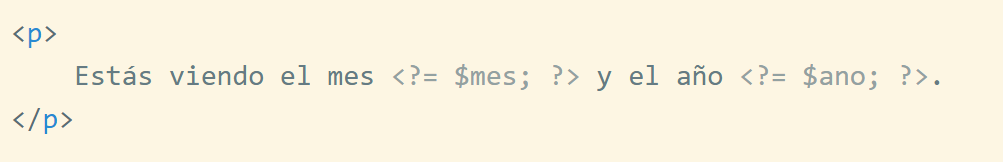 <p>
Estás viendo el mes <?= $mes; ?> y el año <?= $ano; ?>.
</p>